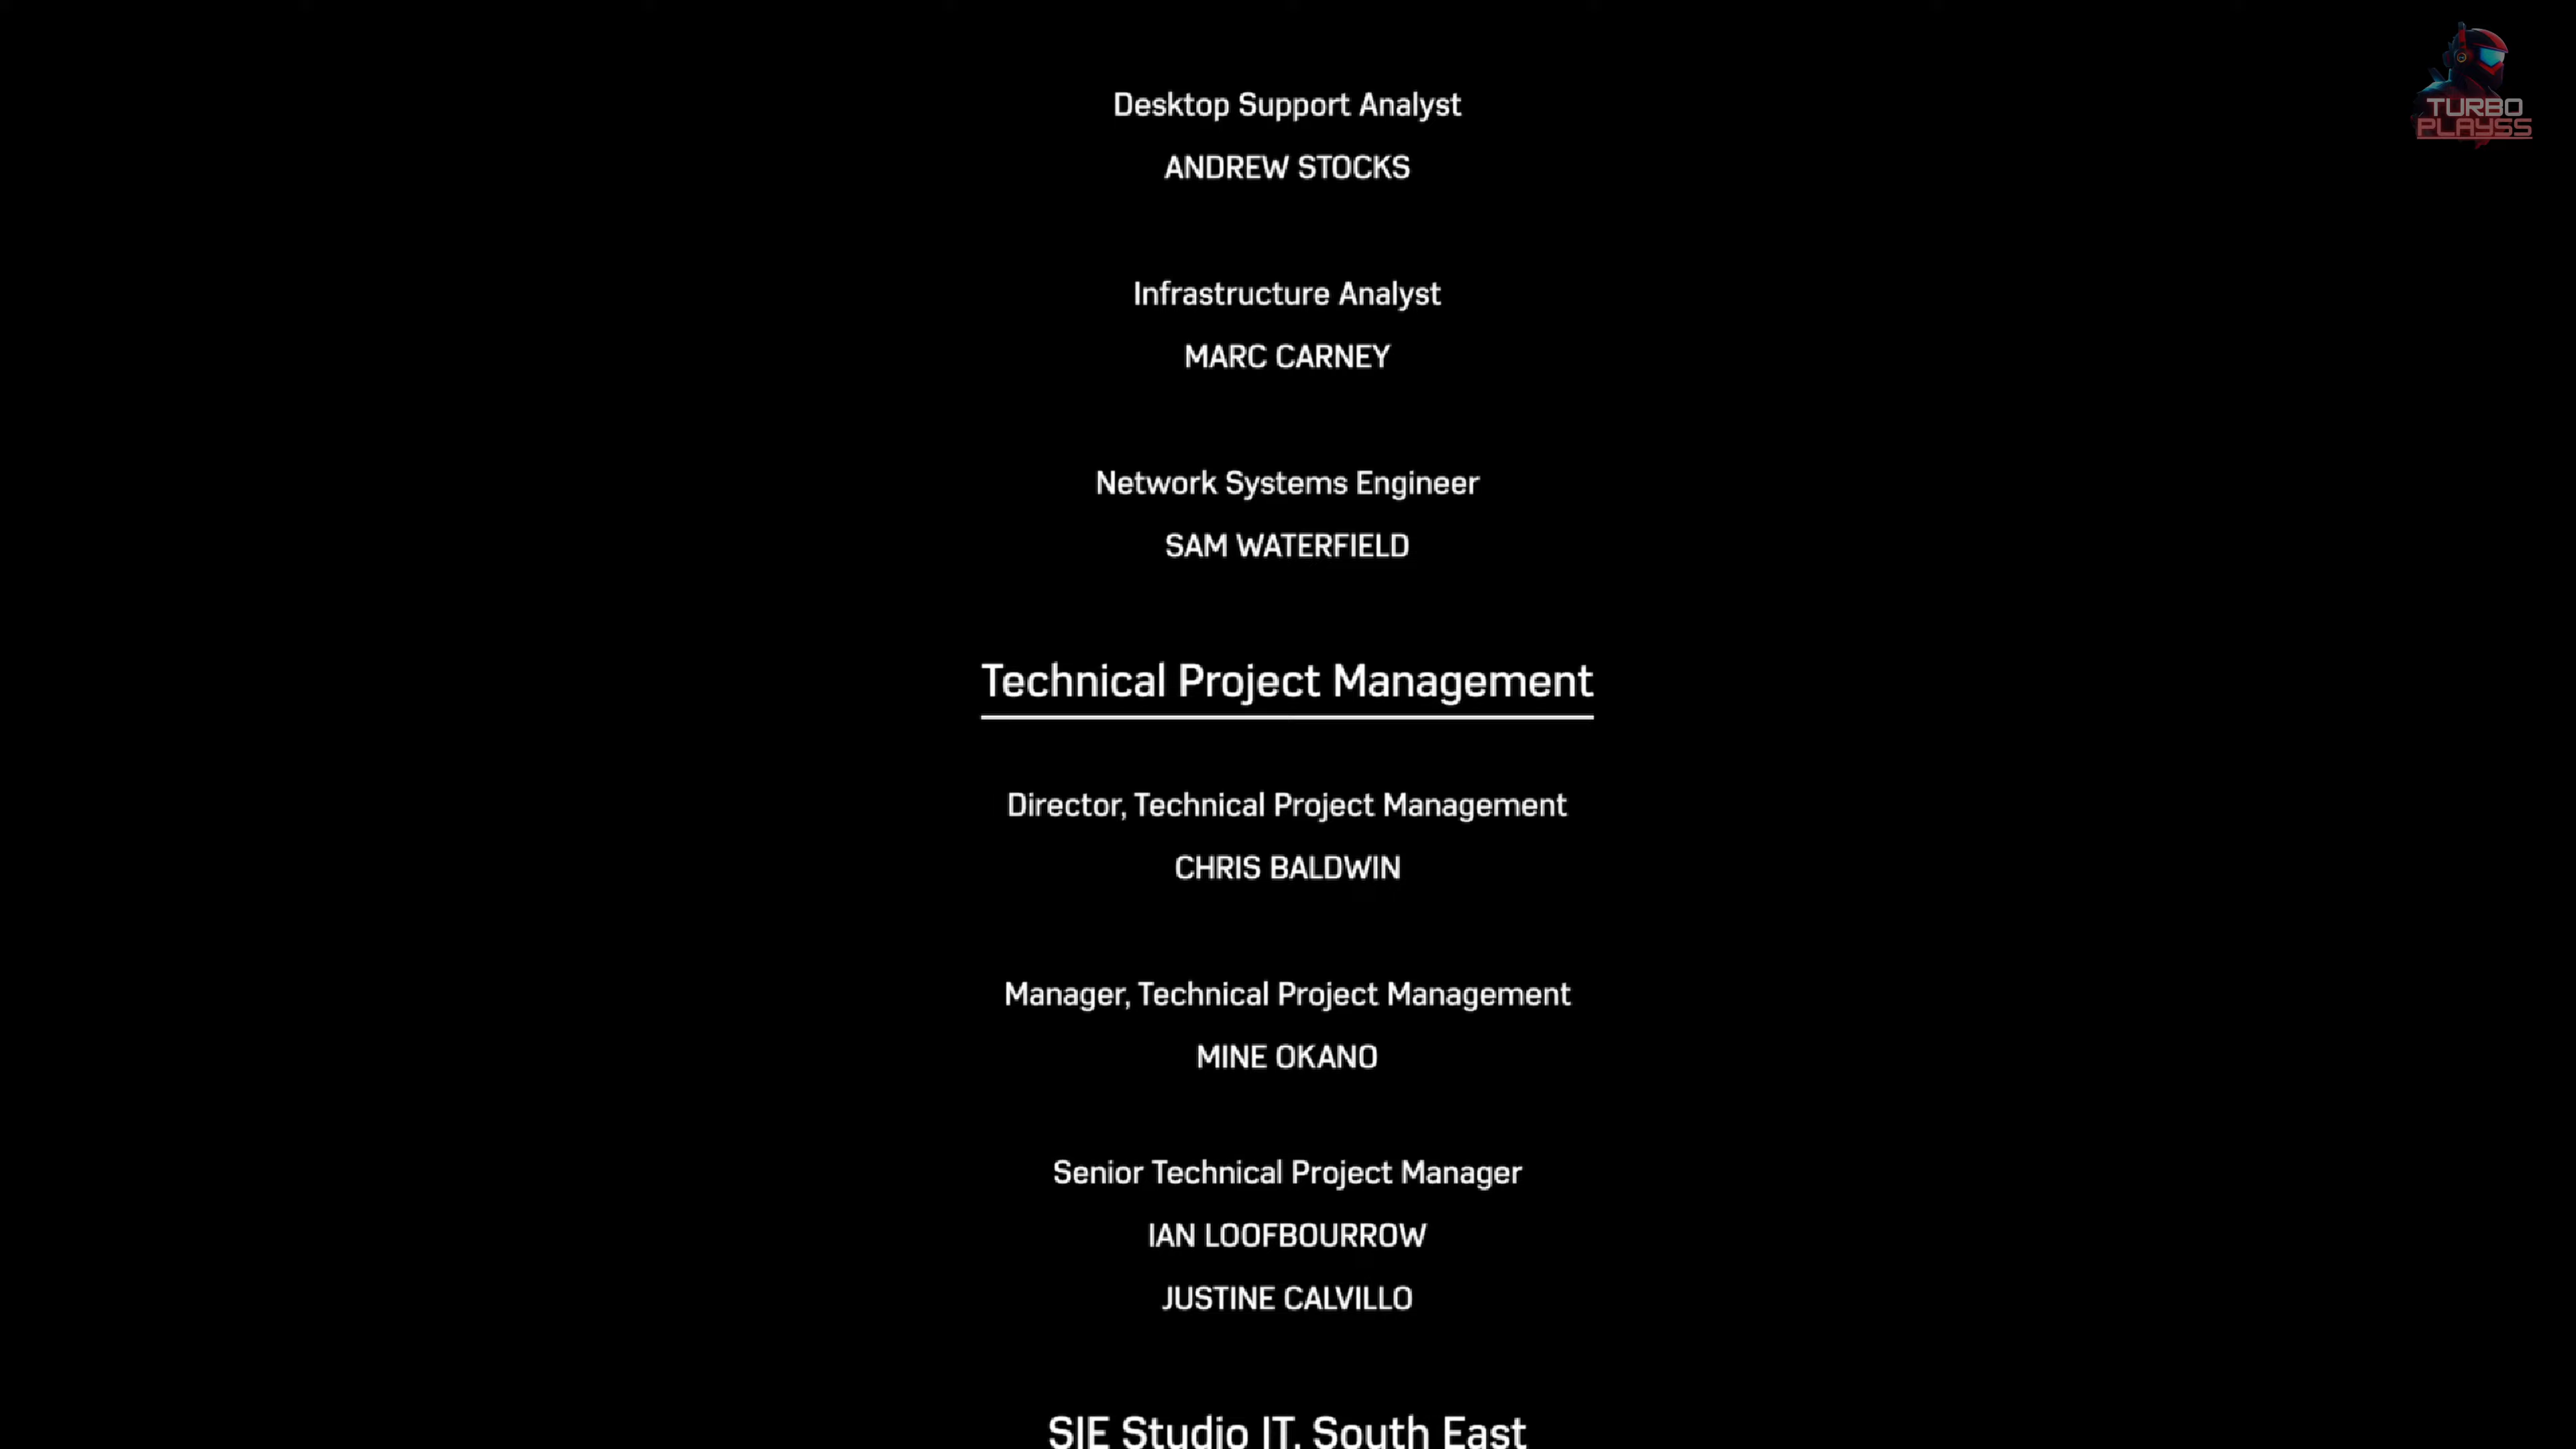 Desktop Support Analyst
ANDREW STOCKS
Infrastructure Analyst
MARC CARNEY
Network Systems Engineer
SAM WATERFIELD
Technical Project Management
Director, Technical Project Management
CHRIS BALDWIN
Manager, Technical Project Management
MINE OKANO
Senior Technical Project Manager
IAN LOOFBOURROW
JUSTINE CALVILLO
SIE Studio IT, South East
TURBO
PLAYSS